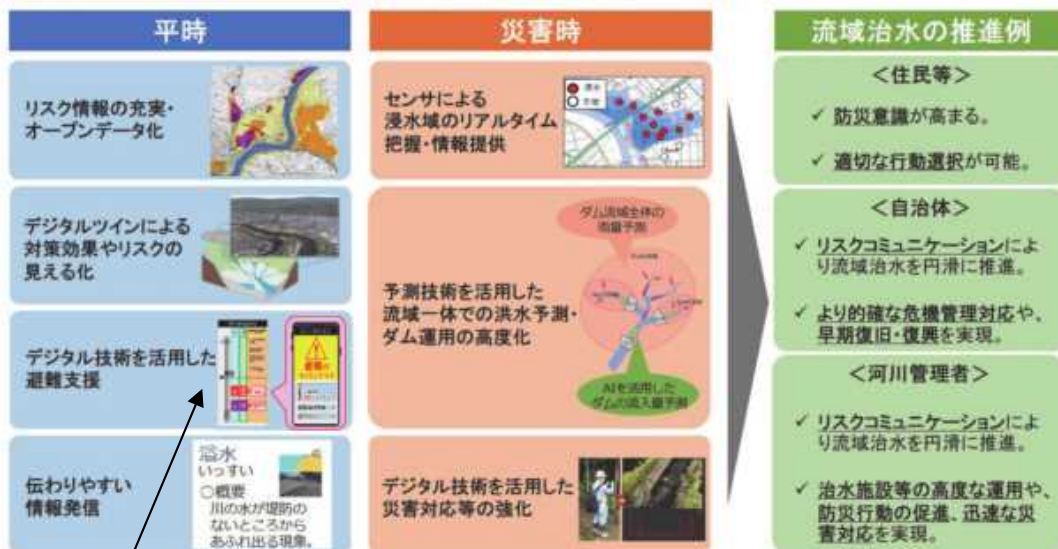 平時
リスク情報の充実・
オープンデータ化
デジタルツインによる
対策効果やリスクの
見える化
デジタル技術を活用した
避難支援
伝わりやすい
情報発信
溢水
いっすい
○概要
川の水が堤防の
ないところから
あふれ出る現象。
災害時
センサによる
浸水域のリアルタイム
把握・情報提供
浸水
予測技術を活用した
流域一体での洪水予測・
ダム運用の高度化
ダム流域全体の
雨量予測
AIを活用した
ダムの流入量予測
デジタル技術を活用した
災害対応等の強化
流域治水の推進例
＜住民等＞
✓ 防災意識が高まる。
✓ 適切な行動選択が可能。
＜自治体＞
✓ リスクコミュニケーションによ
り流域治水を円滑に推進。
✓ より的確な危機管理対応や、
早期復旧・復興を実現。
＜河川管理者＞
✓ リスクコミュニケーションによ
り流域治水を円滑に推進。
✓ 治水施設等の高度な運用や、
防災行動の促進、迅速な災
害対応を実現。